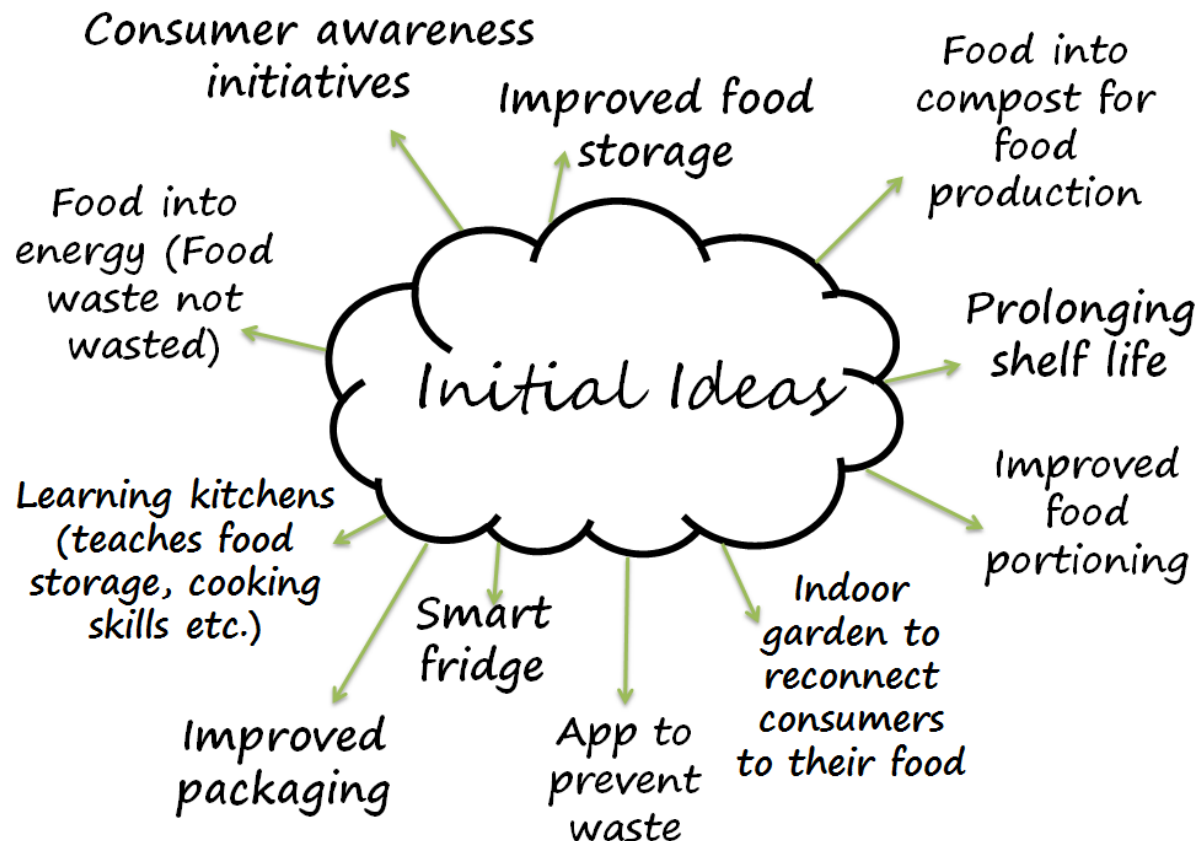 Consumer awareness
initiatives
Improved food
storage
Food into
compost for
food
production
Food into
energy (Food
waste not
wasted)
Prolonging
shelf life
Initial Ideas
Improved
food
portioning
Learning kitchens
(teaches food
storage, cooking
skills etc.)
Smart
fridge
Indoor
garden to
reconnect
consumers
to their food
Improved
packaging
App to
prevent
waste